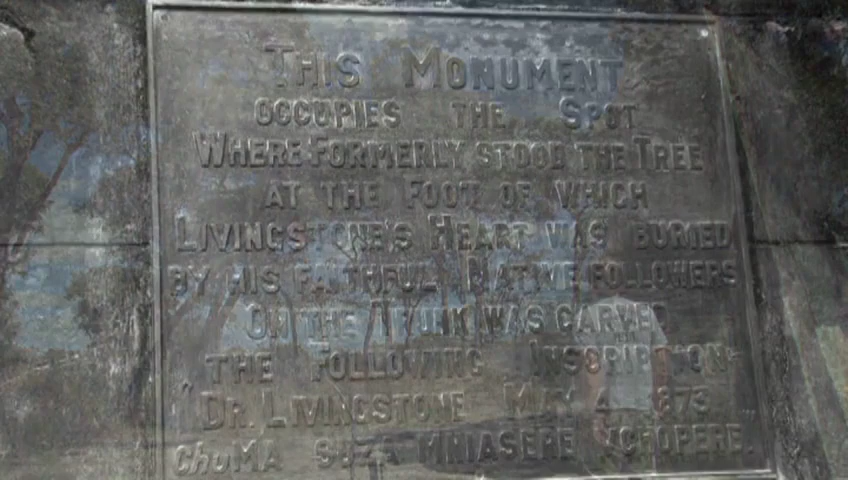 THIS MONUMENT
OCCUPIES THE SPOT
WHERE FORMERLY STOOD THE TREE
AT THE FOOT OF WHICH
LIVINGSTONE'S HEART WAS BURIED
BY HIS FAITHFUL NATIVE FOLLOWERS
ON THE TRUNK WAS CARVED
THE FOLLOWING INSCRIPTION
DR. LIVINGSTONE MAY 4 1873
CHUMA SUZA MNIASERE